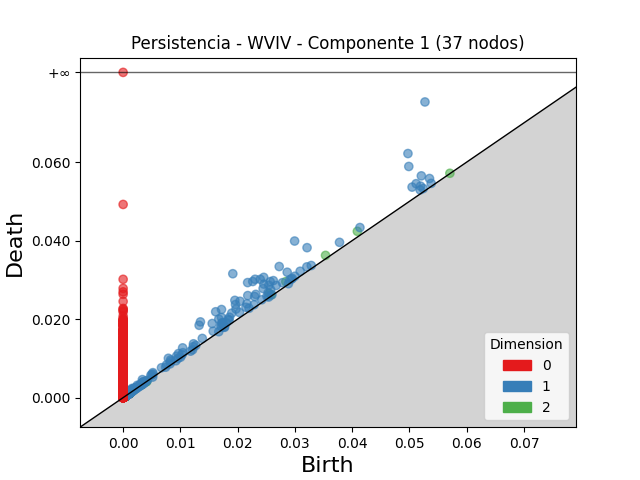 Persistencia - WVIV - Componente 1 (37 nodos)
+∞
0.060
0.040
0.020
0.000
Death
0.00 0.01 0.02 0.03 0.04 0.05 0.06 0.07
Birth
Dimension
0
1
2